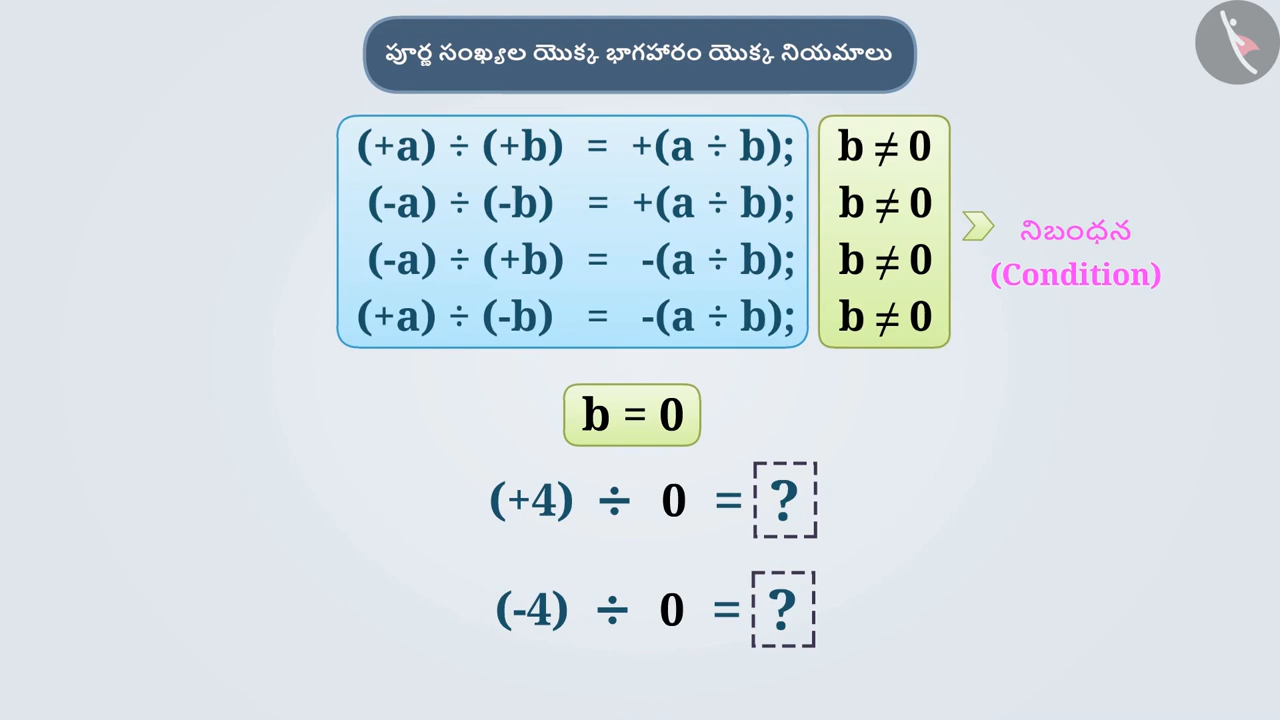 పూర్ణ సంఖ్యల యొక్క భాగహారం యొక్క నియమాలు
(+a) ÷ (+b) = +(a ÷ b); b ≠ 0
(-a) ÷ (-b) = +(a ÷ b); b ≠ 0
(-a) ÷ (+b) = -(a ÷ b); b ≠ 0
(+a) ÷ (-b) = -(a ÷ b); b ≠ 0
నిబంధన
(Condition)
b = 0
(+4) ÷ 0 = ?
(-4) ÷ 0 = ?